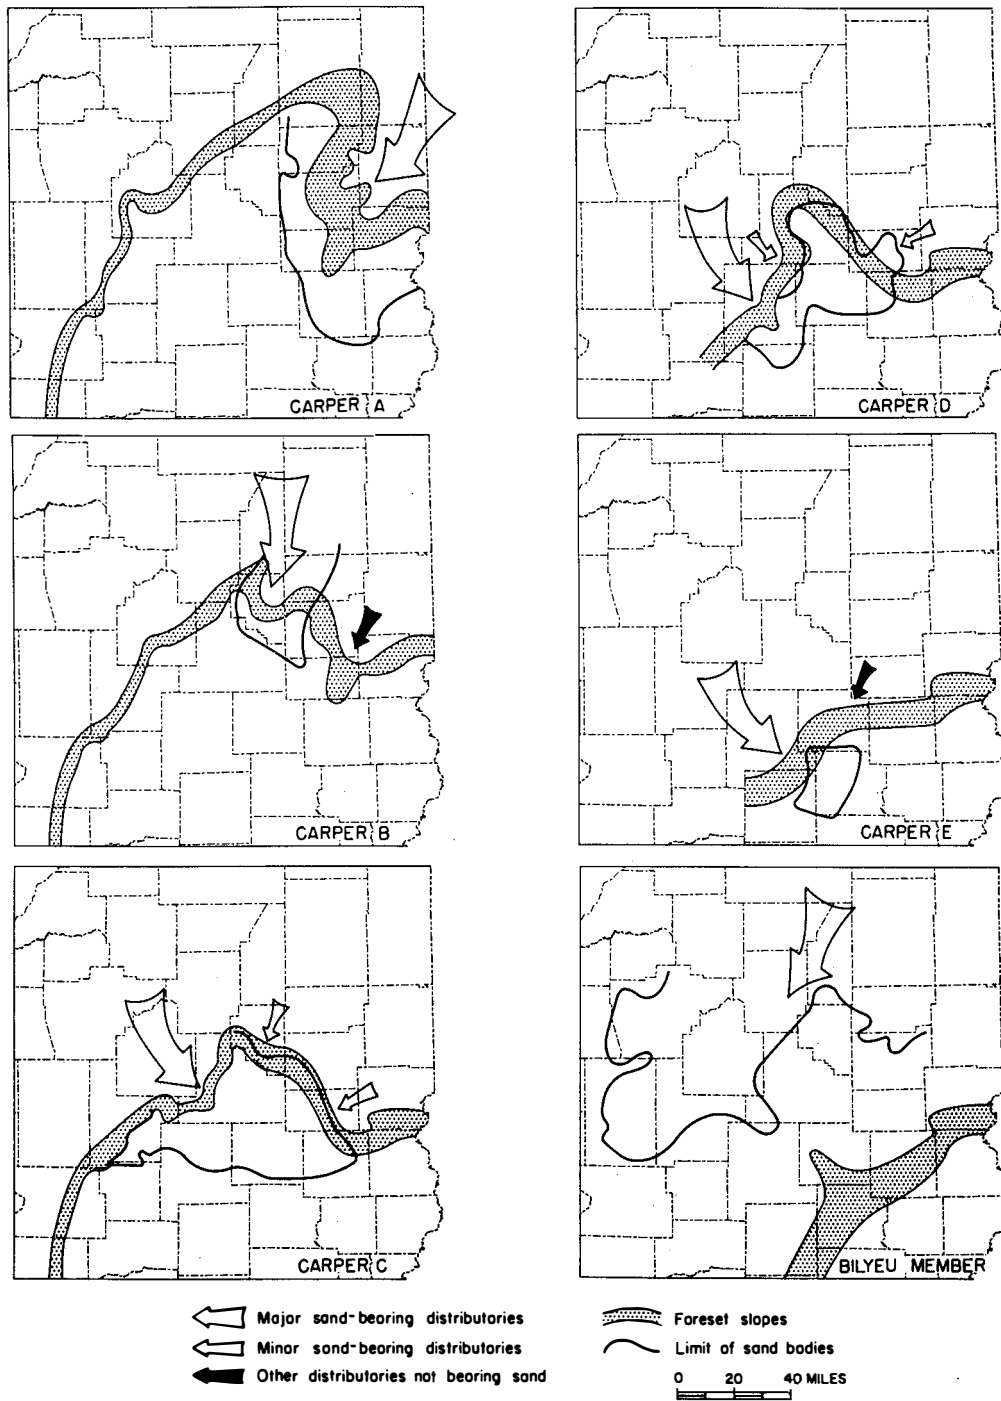 CARPER A
CARPER D
CARPER B
CARPER E
CARPER C
BILYEU MEMBER
Major sand-bearing distributories
Minor sand-bearing distributories
Other distributories not bearing sand
Foreset slopes
Limit of sand bodies
0 20 40 MILES